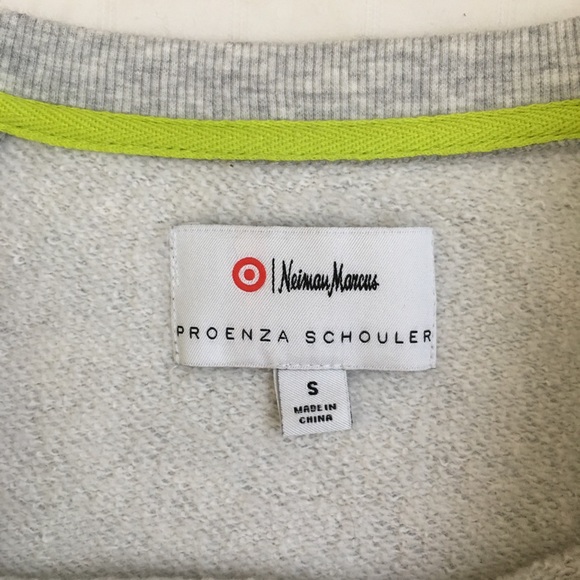 Neiman Marcus
PROENZA SCHOULER
S
MADE IN
CHINA